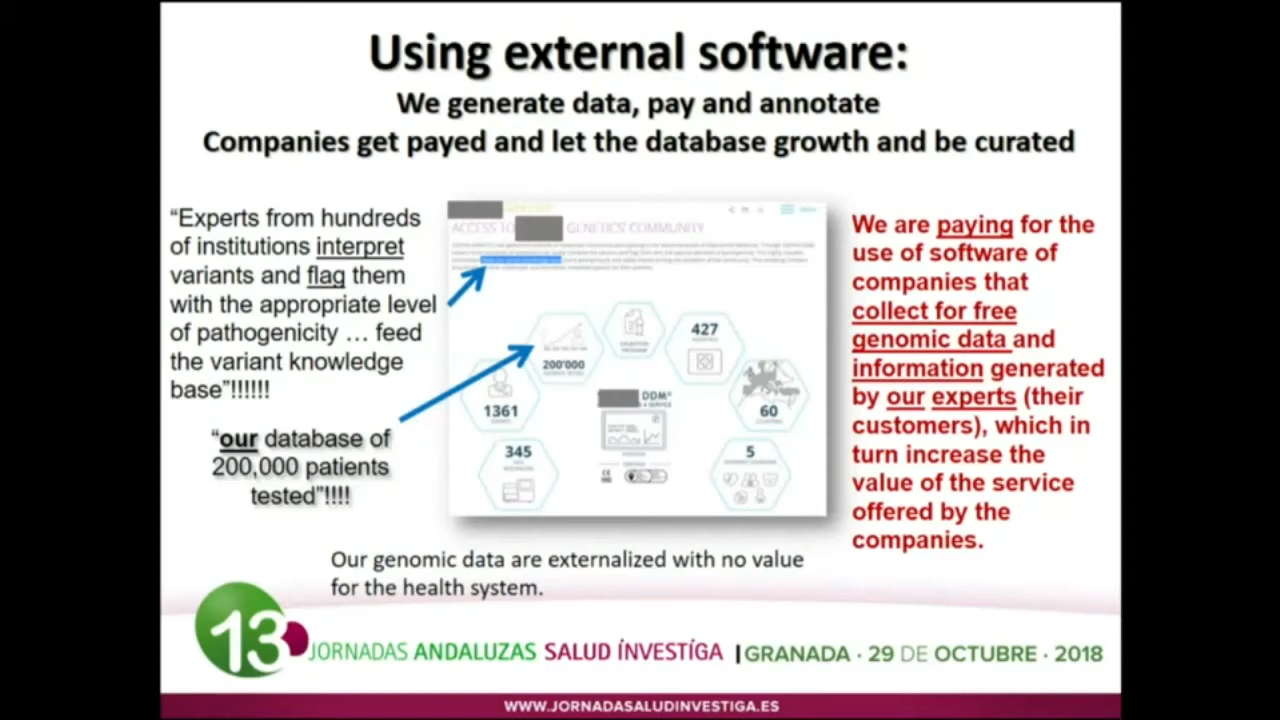 Using external software:
We generate data, pay and annotate
Companies get payed and let the database growth and be curated
“Experts from hundreds
of institutions interpret
variants and flag them
with the appropriate level
of pathogenicity … feed
the variant knowledge
base”!!!!!!
“our database of
200,000 patients
tested”!!!!
ACCESS TO GENETICS' COMMUNITY
427
200'000
1361
60
DDM®
345
5
We are paying for the
use of software of
companies that
collect for free
genomic data and
information generated
by our experts (their
customers), which in
turn increase the
value of the service
offered by the
companies.
Our genomic data are externalized with no value
for the health system.
13 JORNADAS ANDALUZAS SALUD ÍNVESTÍGA | GRANADA · 29 DE OCTUBRE · 2018
WWW.JORNADASALUDINVESTIGA.ES